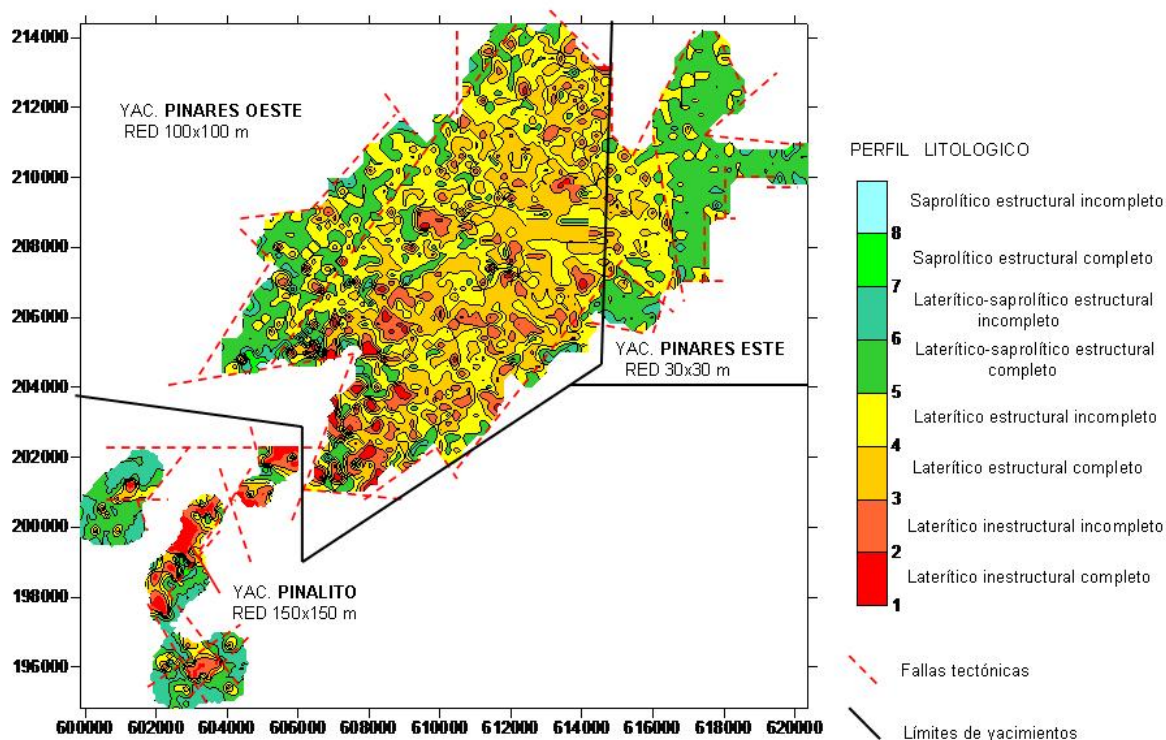 214000
212000
210000
208000
206000
204000
202000
200000
198000
196000
600000 602000 604000 606000 608000 610000 612000 614000 616000 618000 620000
YAC. PINARES OESTE
RED 100x100 m
YAC. PINARES ESTE
RED 30x30 m
YAC. PINALITO
RED 150x150 m
PERFIL LITOLOGICO
Saprolítico estructural incompleto
8
Saprolítico estructural completo
7
Laterítico-saprolítico estructural
incompleto
6
Laterítico-saprolítico estructural
completo
5
Laterítico estructural incompleto
4
Laterítico estructural completo
3
Laterítico inestructural incompleto
2
Laterítico inestructural completo
1
Fallas tectónicas
Límites de yacimientos